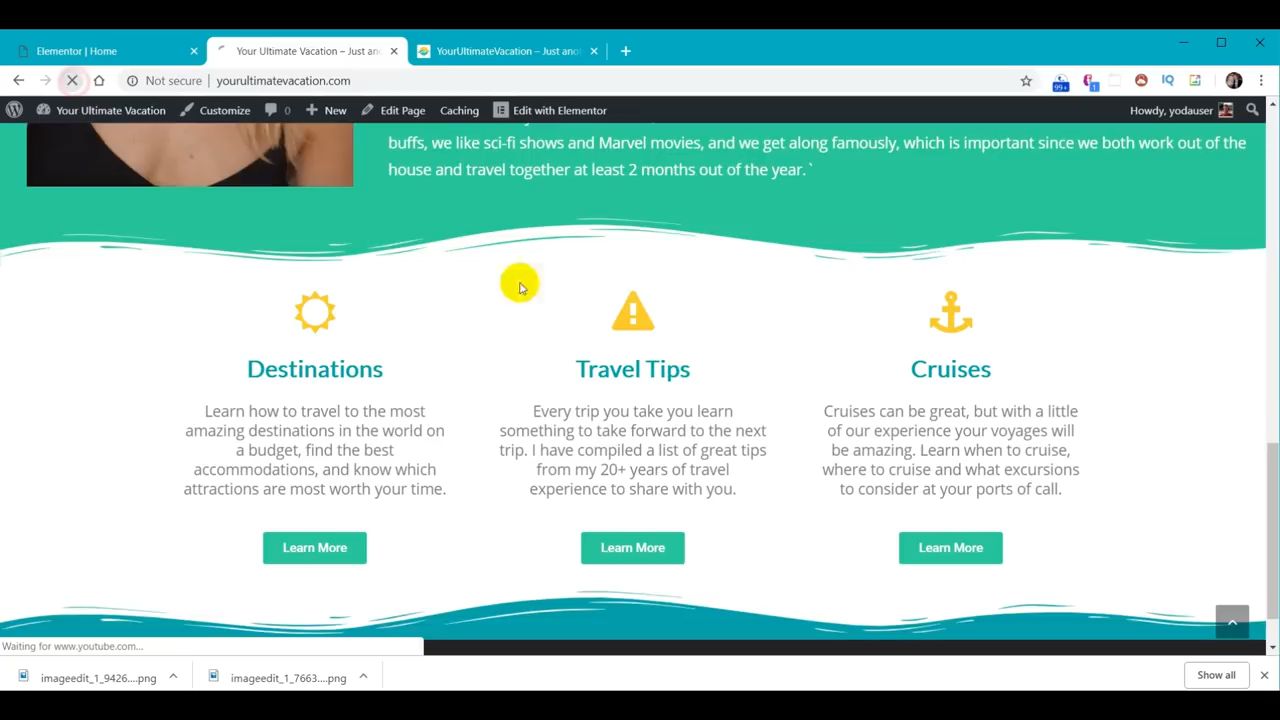 Elementor | Home
Your Ultimate Vacation – Just an
YourUltimateVacation – Just ano
Not secure | yourultimatevacation.com
99+
1
IQ
Your Ultimate Vacation
Customize
0
New
Edit Page
Caching
Edit with Elementor
Howdy, yodauser
buffs, we like sci-fi shows and Marvel movies, and we get along famously, which is important since we both work out of the
house and travel together at least 2 months out of the year. `
Destinations
Learn how to travel to the most
amazing destinations in the world on
a budget, find the best
accommodations, and know which
attractions are most worth your time.
Learn More
Travel Tips
Every trip you take you learn
something to take forward to the next
trip. I have compiled a list of great tips
from my 20+ years of travel
experience to share with you.
Learn More
Cruises
Cruises can be great, but with a little
of our experience your voyages will
be amazing. Learn when to cruise,
where to cruise and what excursions
to consider at your ports of call.
Learn More
Waiting for www.youtube.com...
imageedit_1_9426....png
imageedit_1_7663....png
Show all